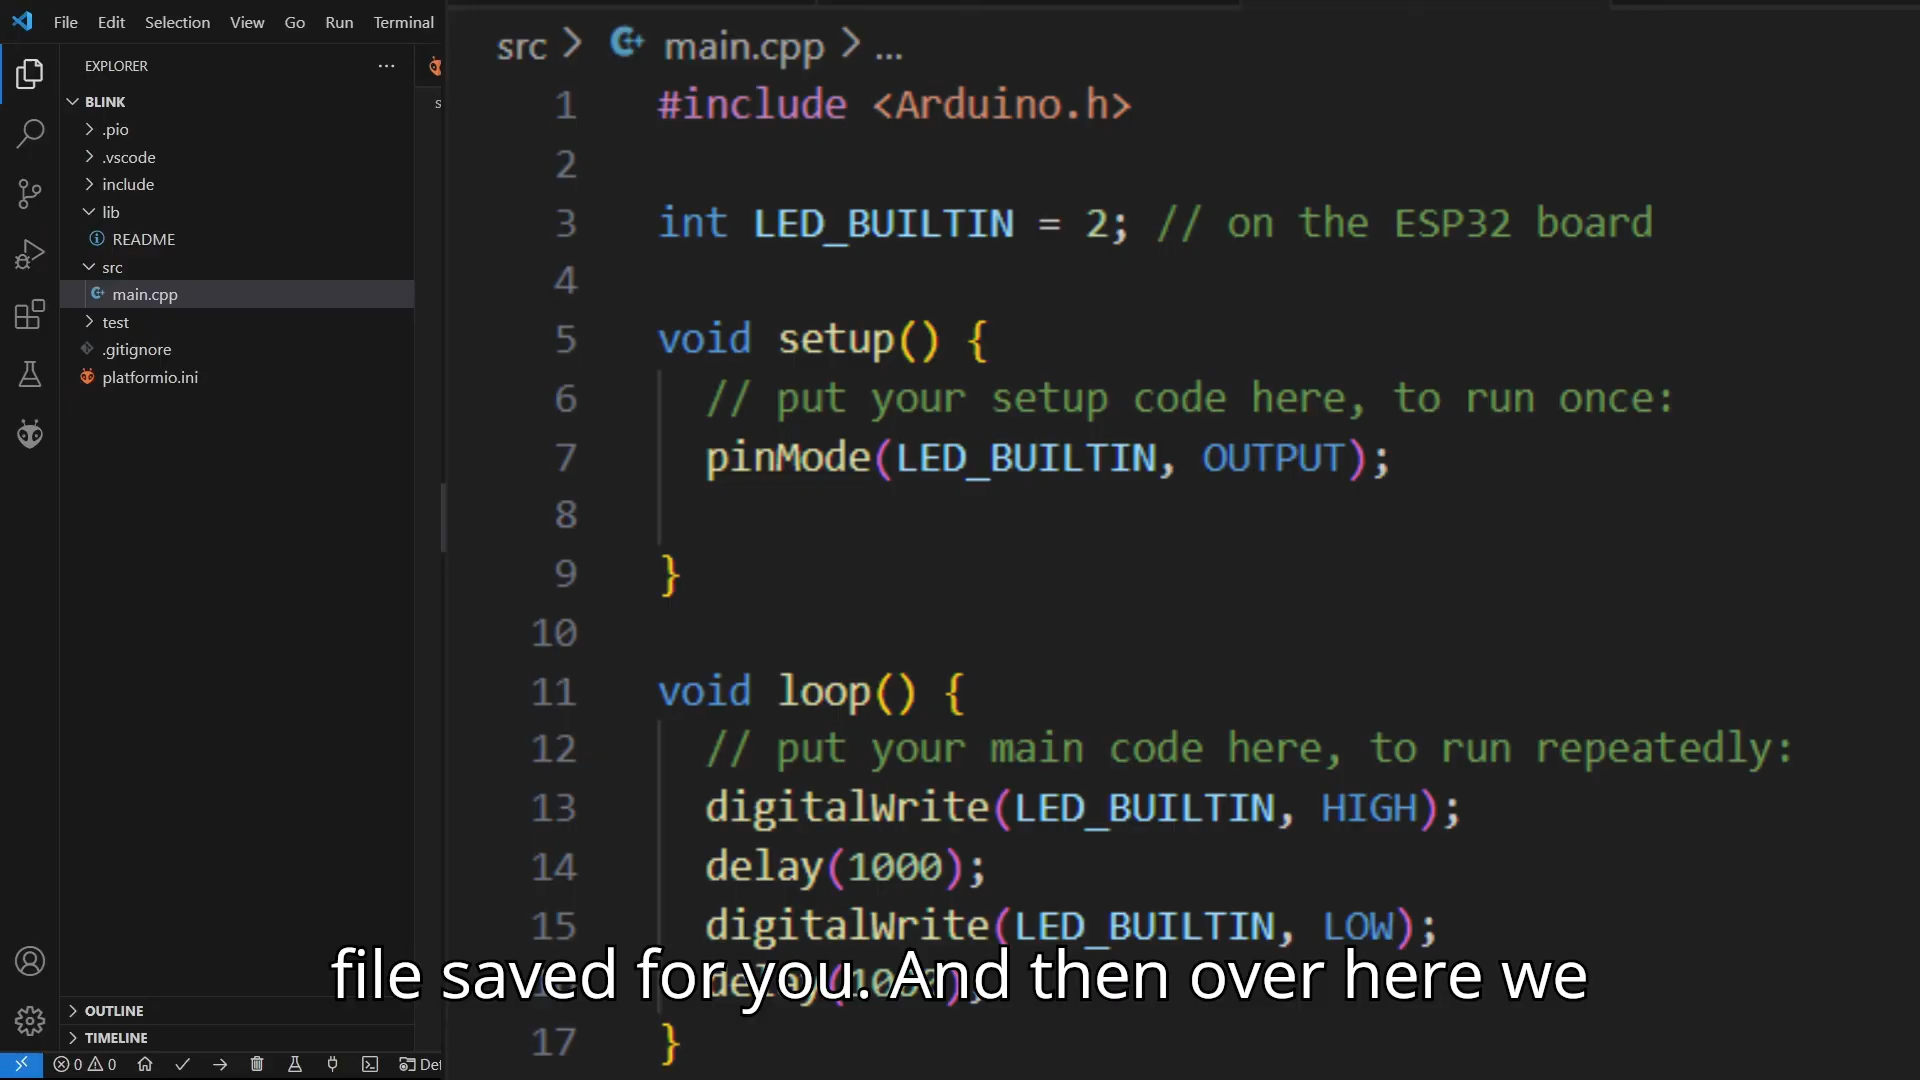 File Edit Selection View Go Run Terminal
EXPLORER
BLINK
.pio
.vscode
include
lib
README
src
main.cpp
test
.gitignore
platformio.ini
OUTLINE
TIMELINE
0 0
src > main.cpp > ...
1 #include <Arduino.h>
2
3 int LED_BUILTIN = 2; // on the ESP32 board
4
5 void setup() {
6 // put your setup code here, to run once:
7 pinMode(LED_BUILTIN, OUTPUT);
8
9 }
10
11 void loop() {
12 // put your main code here, to run repeatedly:
13 digitalWrite(LED_BUILTIN, HIGH);
14 delay(1000);
15 digitalWrite(LED_BUILTIN, LOW);
delay(1000);
17 }
file saved for you. And then over here we